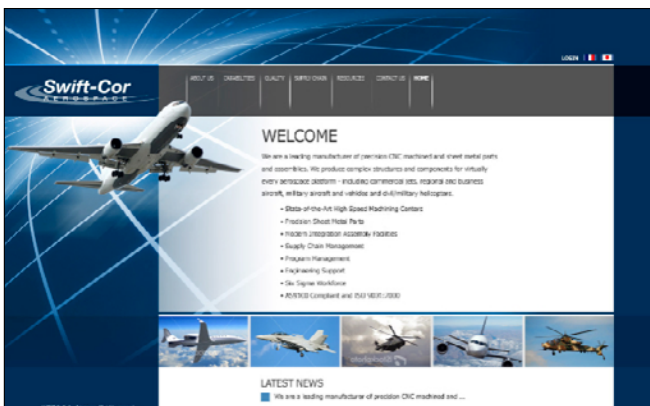 LOGIN
Swift-Cor
AEROSPACE
ABOUT US CAPABILITIES QUALITY SUPPLY CHAIN RESOURCES CONTACT US HOME
WELCOME
We are a leading manufacturer of precision CNC machined and sheet metal parts
and assemblies. We produce complex structures and components for virtually
every aerospace platform - including commercial jets, regional and business
aircraft, military aircraft and vehicles and civil/military helicopters.
• State-of-the-Art High Speed Machining Centers
• Precision Sheet Metal Parts
• Modern Integration Assembly Facilities
• Supply Chain Management
• Program Management
• Engineering Support
• Six Sigma Workforce
• AS9100 Compliant and ISO 9001:2000
LATEST NEWS
We are a leading manufacturer of precision CNC machined and ...